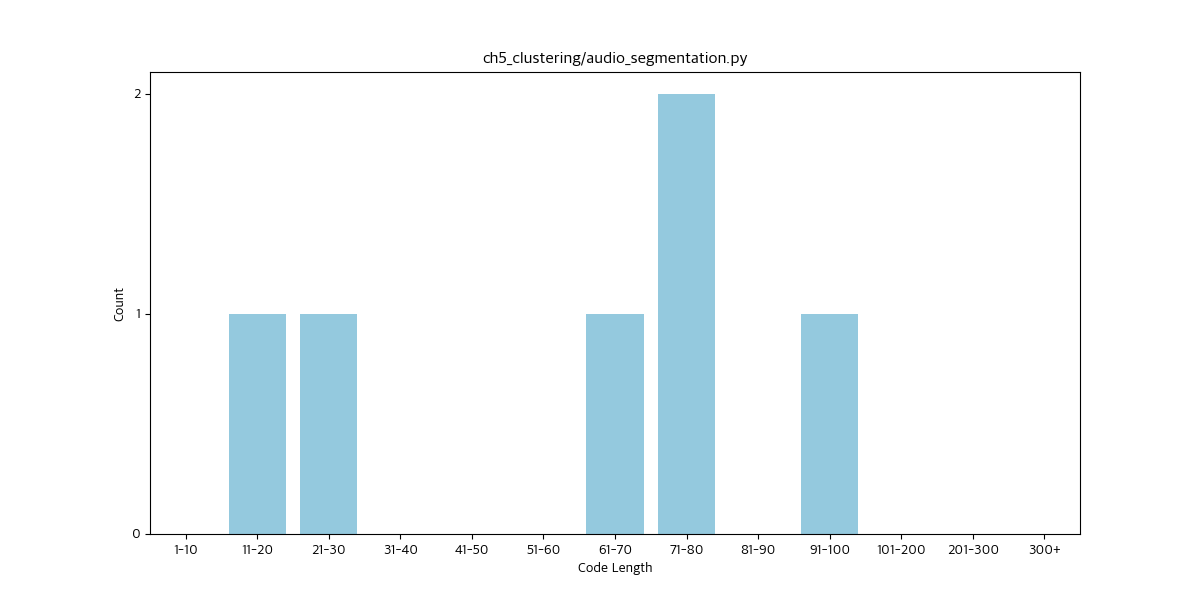 ch5_clustering/audio_segmentation.py
2
1
0
Count
1-10 11-20 21-30 31-40 41-50 51-60 61-70 71-80 81-90 91-100 101-200 201-300 300+
Code Length